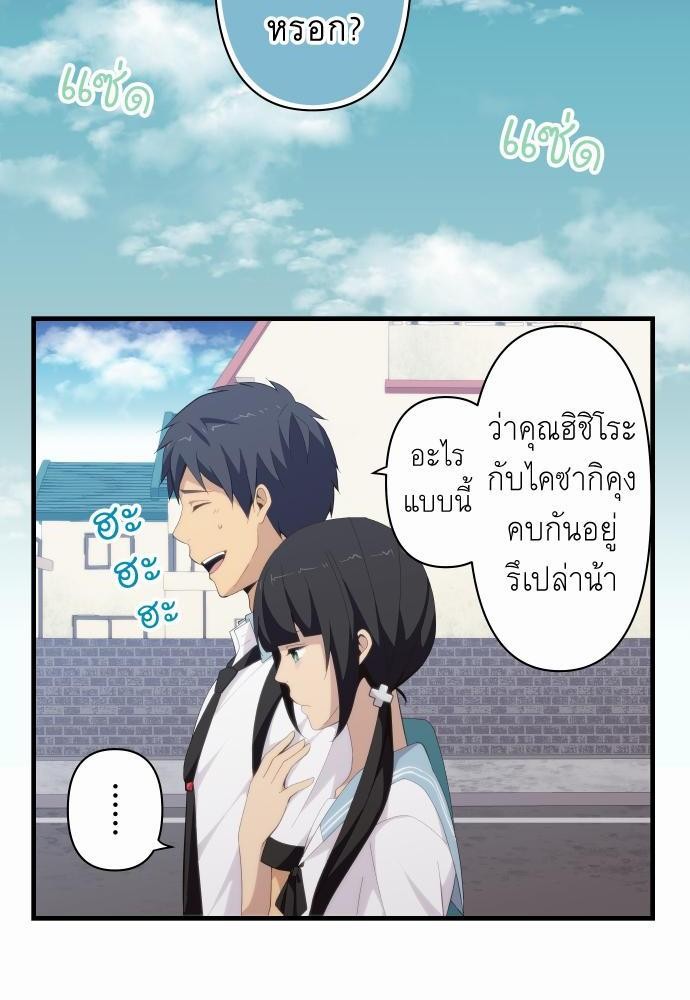 หรอก?
แซ่ด
แซ่ด
ว่าคุณฮิชิโระ
กับไคซากิคุง
คบกันอยู่
รึเปล่าน้า
อะไร
แบบนี้
ฮะ
ฮะ
ฮะ
.....